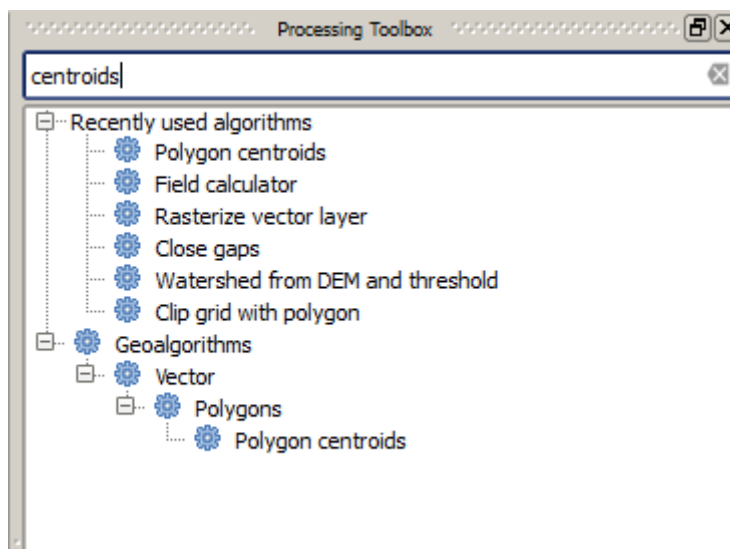 Processing Toolbox
centroids
Recently used algorithms
Polygon centroids
Field calculator
Rasterize vector layer
Close gaps
Watershed from DEM and threshold
Clip grid with polygon
Geoalgorithms
Vector
Polygons
Polygon centroids